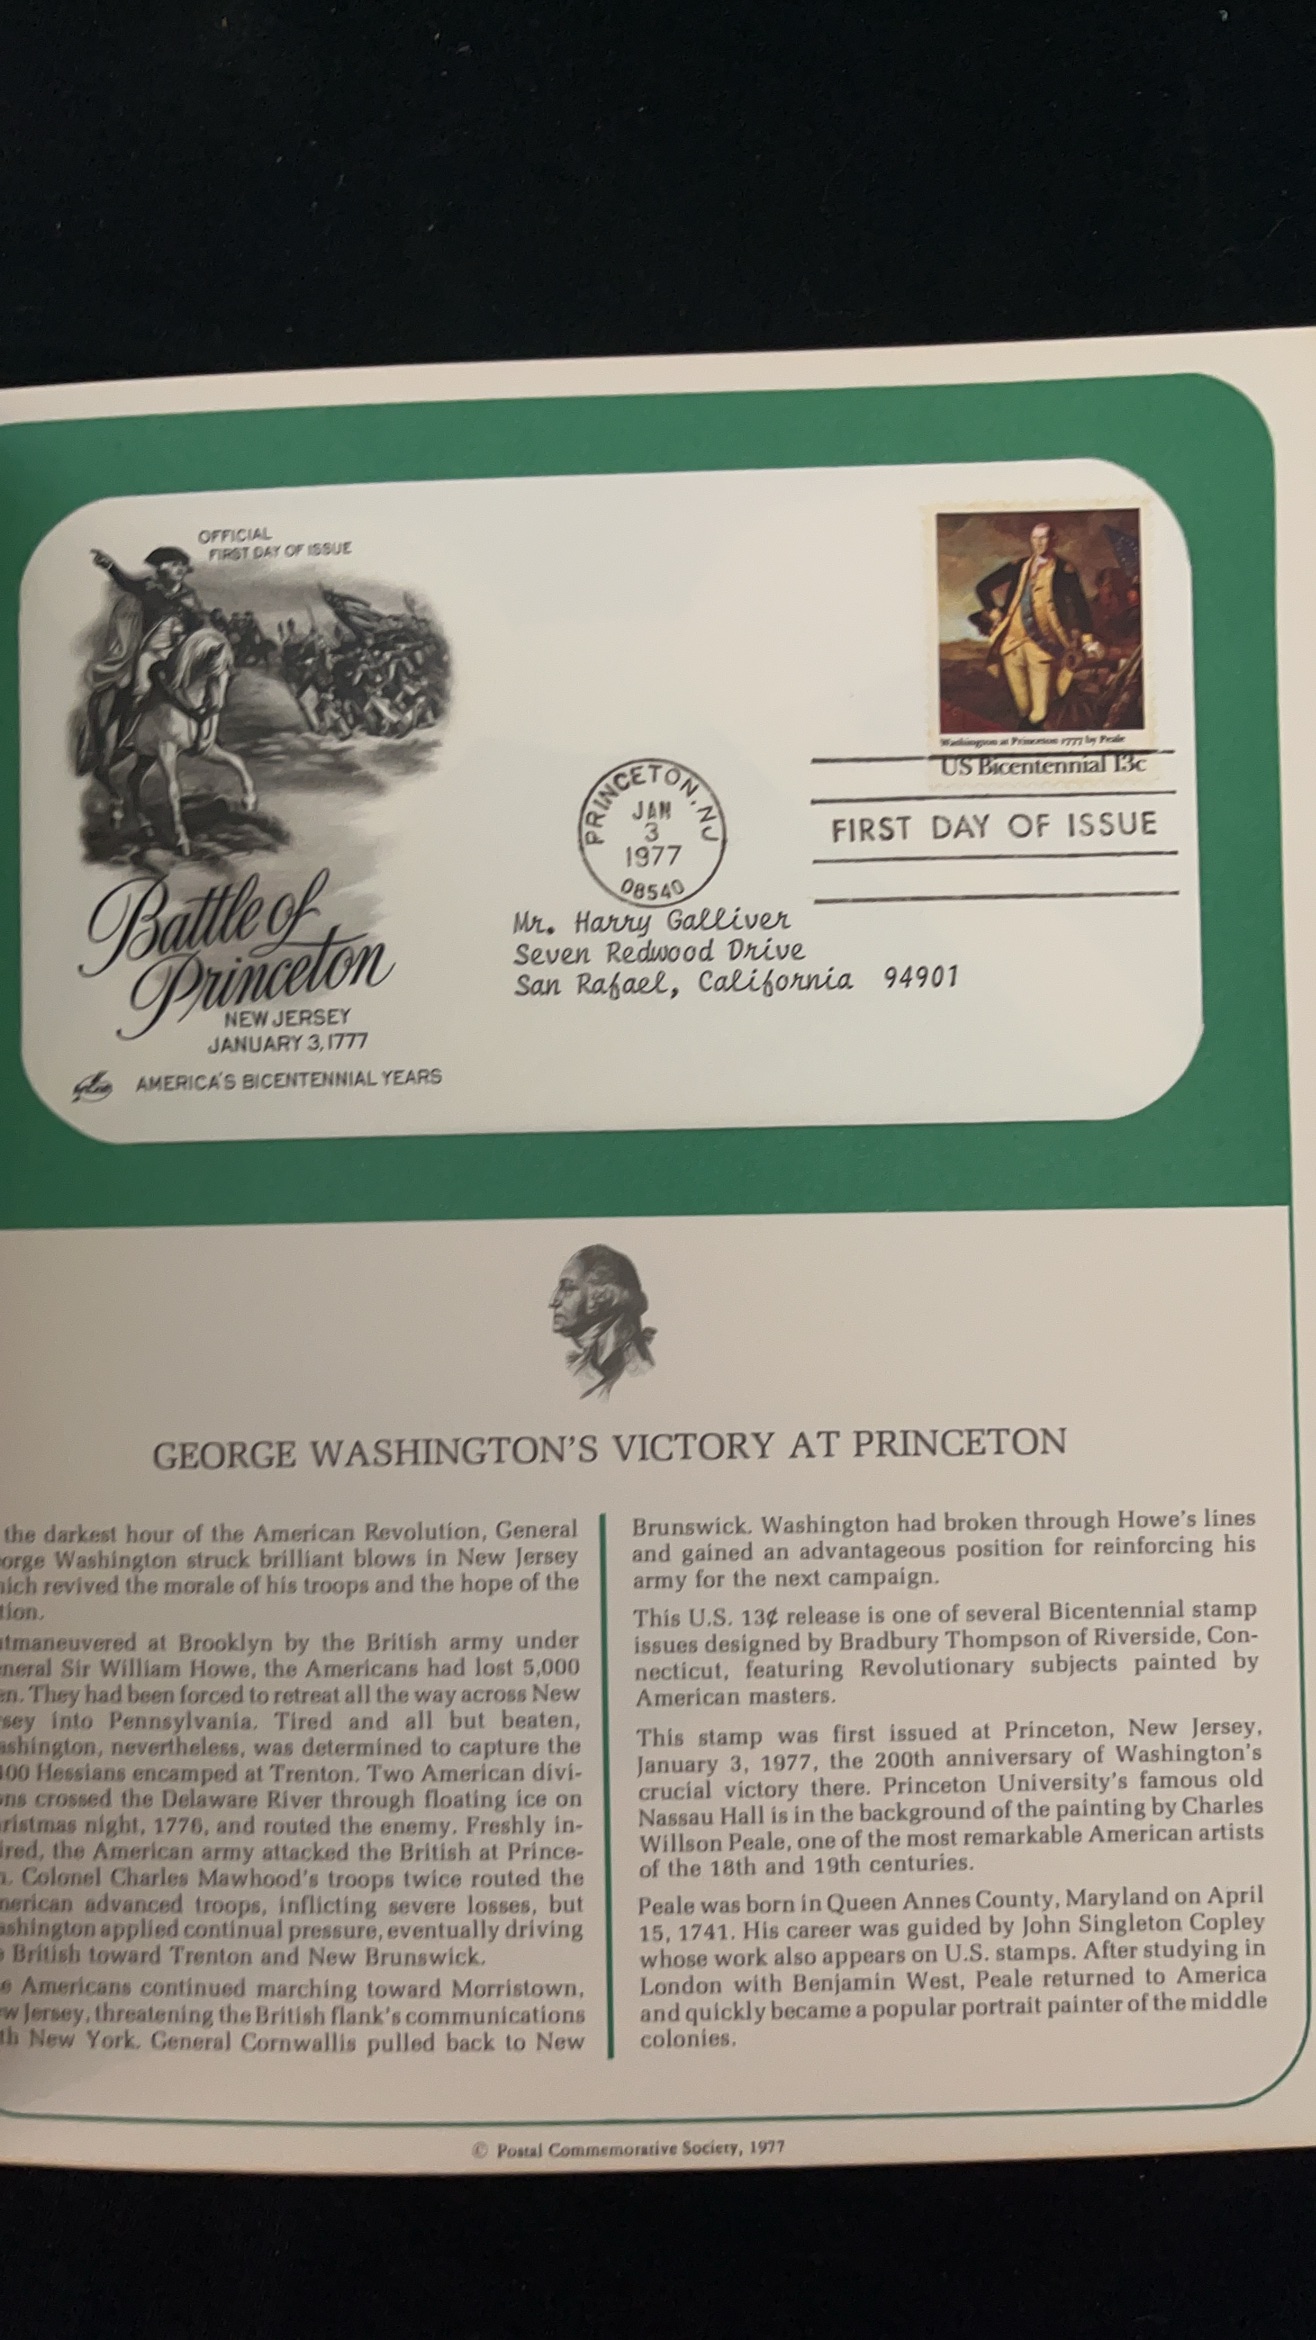 OFFICIAL
FIRST DAY OF ISSUE
Washington at Princeton 1777 by Peale
US Bicentennial 13c
PRINCETON, NJ
JAN
3
1977
08540
FIRST DAY OF ISSUE
Mr. Harry Galliver
Seven Redwood Drive
San Rafael, California 94901
Battle of
Princeton
NEW JERSEY
JANUARY 3, 1777
AMERICA'S BICENTENNIAL YEARS
GEORGE WASHINGTON'S VICTORY AT PRINCETON
the darkest hour of the American Revolution, General
orge Washington struck brilliant blows in New Jersey
ich revived the morale of his troops and the hope of the
tion.
tmaneuvered at Brooklyn by the British army under
neral Sir William Howe, the Americans had lost 5,000
en. They had been forced to retreat all the way across New
sey into Pennsylvania. Tired and all but beaten,
ashington, nevertheless, was determined to capture the
00 Hessians encamped at Trenton. Two American divi-
ons crossed the Delaware River through floating ice on
ristmas night, 1776, and routed the enemy. Freshly in-
ired, the American army attacked the British at Prince-
. Colonel Charles Mawhood's troops twice routed the
merican advanced troops, inflicting severe losses, but
ashington applied continual pressure, eventually driving
British toward Trenton and New Brunswick.
e Americans continued marching toward Morristown,
w Jersey, threatening the British flank's communications
th New York. General Cornwallis pulled back to New
Brunswick. Washington had broken through Howe's lines
and gained an advantageous position for reinforcing his
army for the next campaign.
This U.S. 13¢ release is one of several Bicentennial stamp
issues designed by Bradbury Thompson of Riverside, Con-
necticut, featuring Revolutionary subjects painted by
American masters.
This stamp was first issued at Princeton, New Jersey,
January 3, 1977, the 200th anniversary of Washington's
crucial victory there. Princeton University's famous old
Nassau Hall is in the background of the painting by Charles
Willson Peale, one of the most remarkable American artists
of the 18th and 19th centuries.
Peale was born in Queen Annes County, Maryland on April
15, 1741. His career was guided by John Singleton Copley
whose work also appears on U.S. stamps. After studying in
London with Benjamin West, Peale returned to America
and quickly became a popular portrait painter of the middle
colonies.
© Postal Commemorative Society, 1977